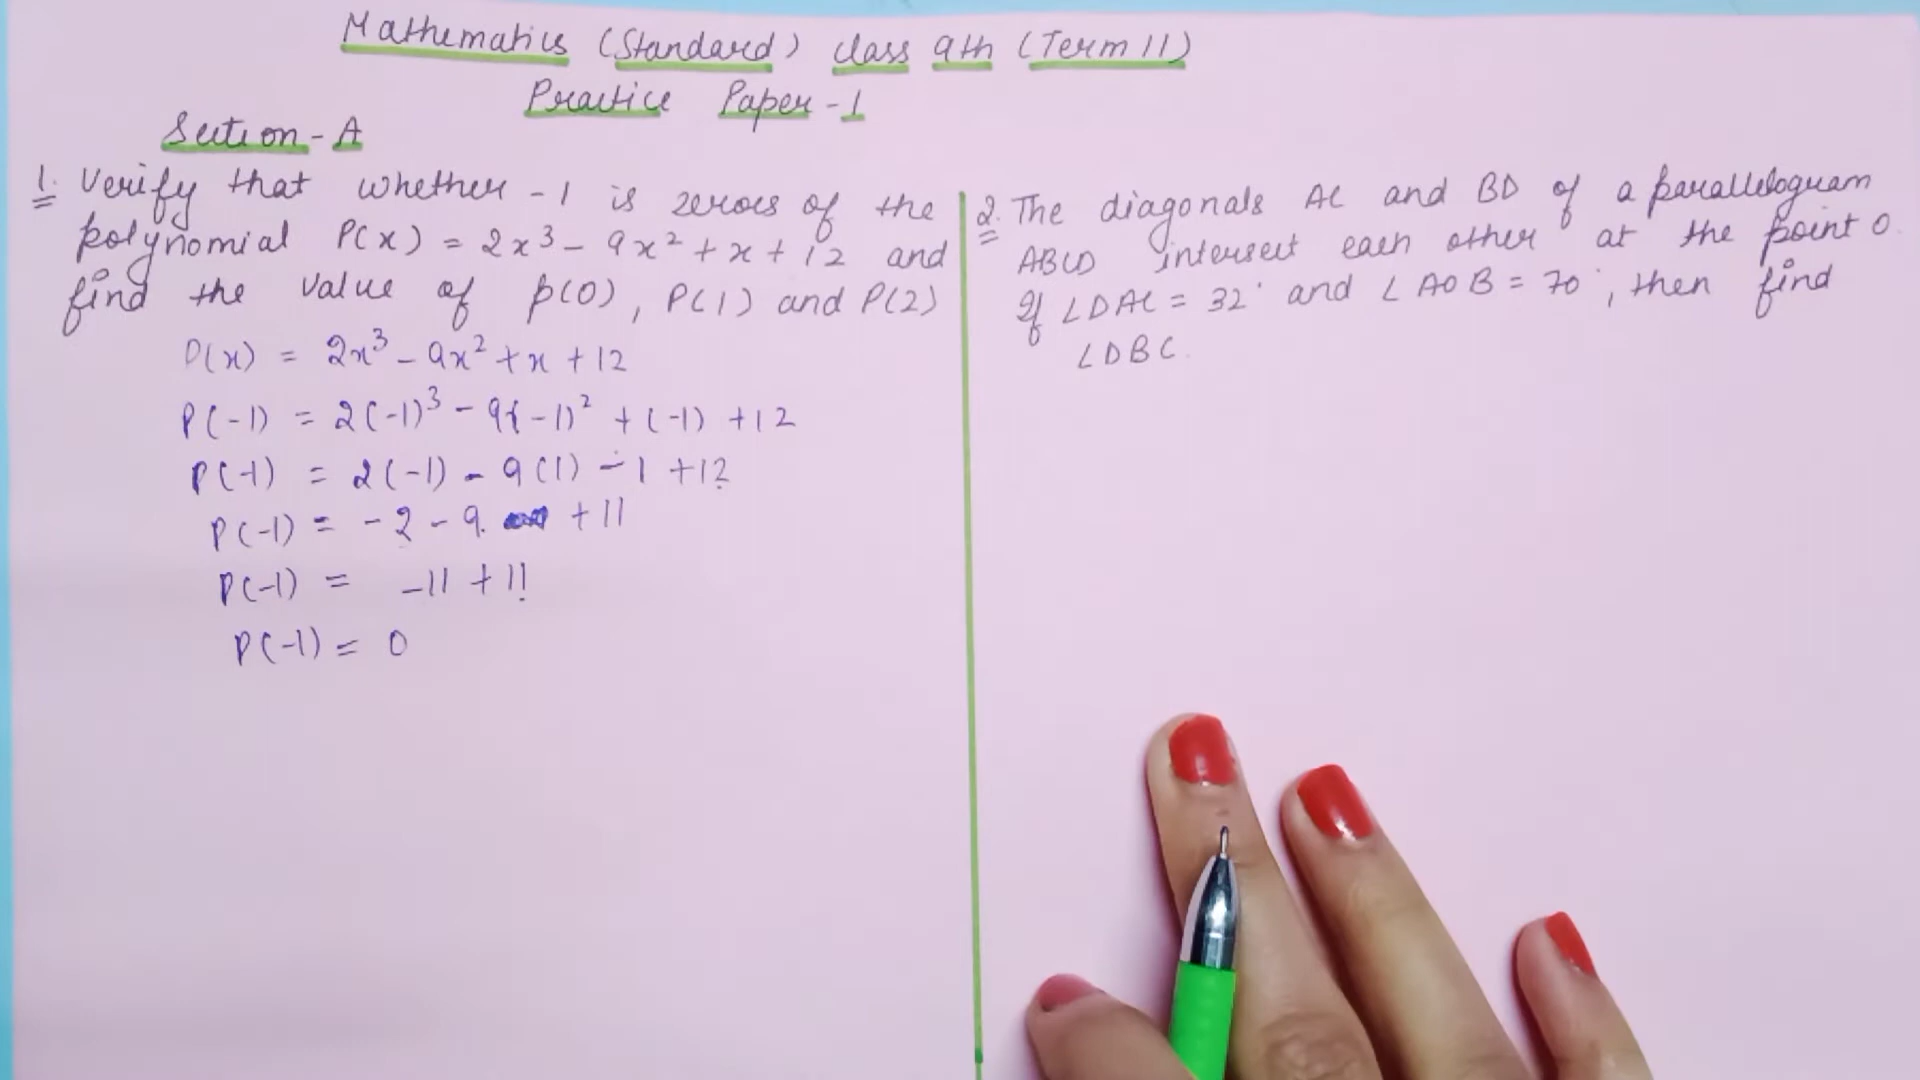 Mathematics (Standard) class 9th (Term II)
Practice Paper - 1
Section - A
1. Verify that whether -1 is zeroes of the
polynomial P(x) = 2x³ - 9x² + x + 12 and
find the value of p(0), P(1) and P(2)
P(x) = 2x³ - 9x² + x + 12
P(-1) = 2(-1)³ - 9(-1)² + (-1) + 12
P(-1) = 2(-1) - 9(1) - 1 + 12
P(-1) = -2 - 9 + 11
P(-1) = -11 + 11
P(-1) = 0
2. The diagonals AC and BD of a parallelogram
ABCD intersect each other at the point O.
If ∠DAC = 32° and ∠AOB = 70°, then find
∠DBC.